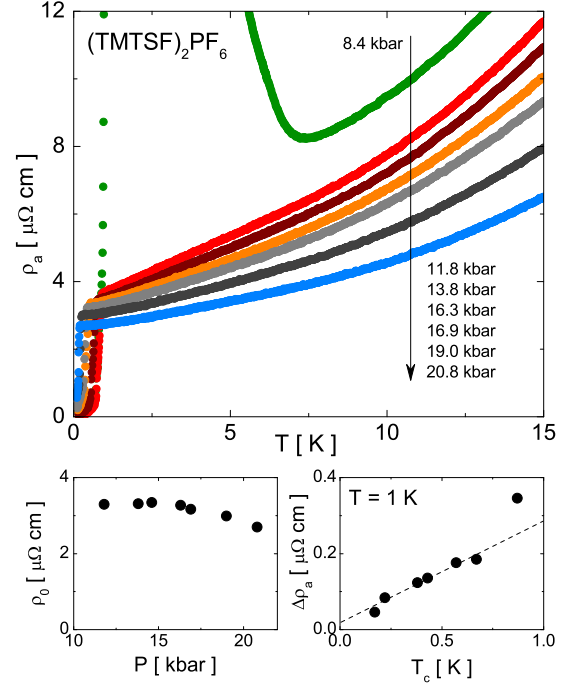 (TMTSF)₂PF₆
8.4 kbar
12
8
4
0
ρₐ [ μΩ cm ]
11.8 kbar
13.8 kbar
16.3 kbar
16.9 kbar
19.0 kbar
20.8 kbar
0 5 10 15
T [ K ]
4
2
0
ρ₀ [ μΩ cm ]
10 15 20
P [ kbar ]
T = 1 K
0.4
0.2
0.0
Δρₐ [ μΩ cm ]
0.0 0.5 1.0
T_c [ K ]